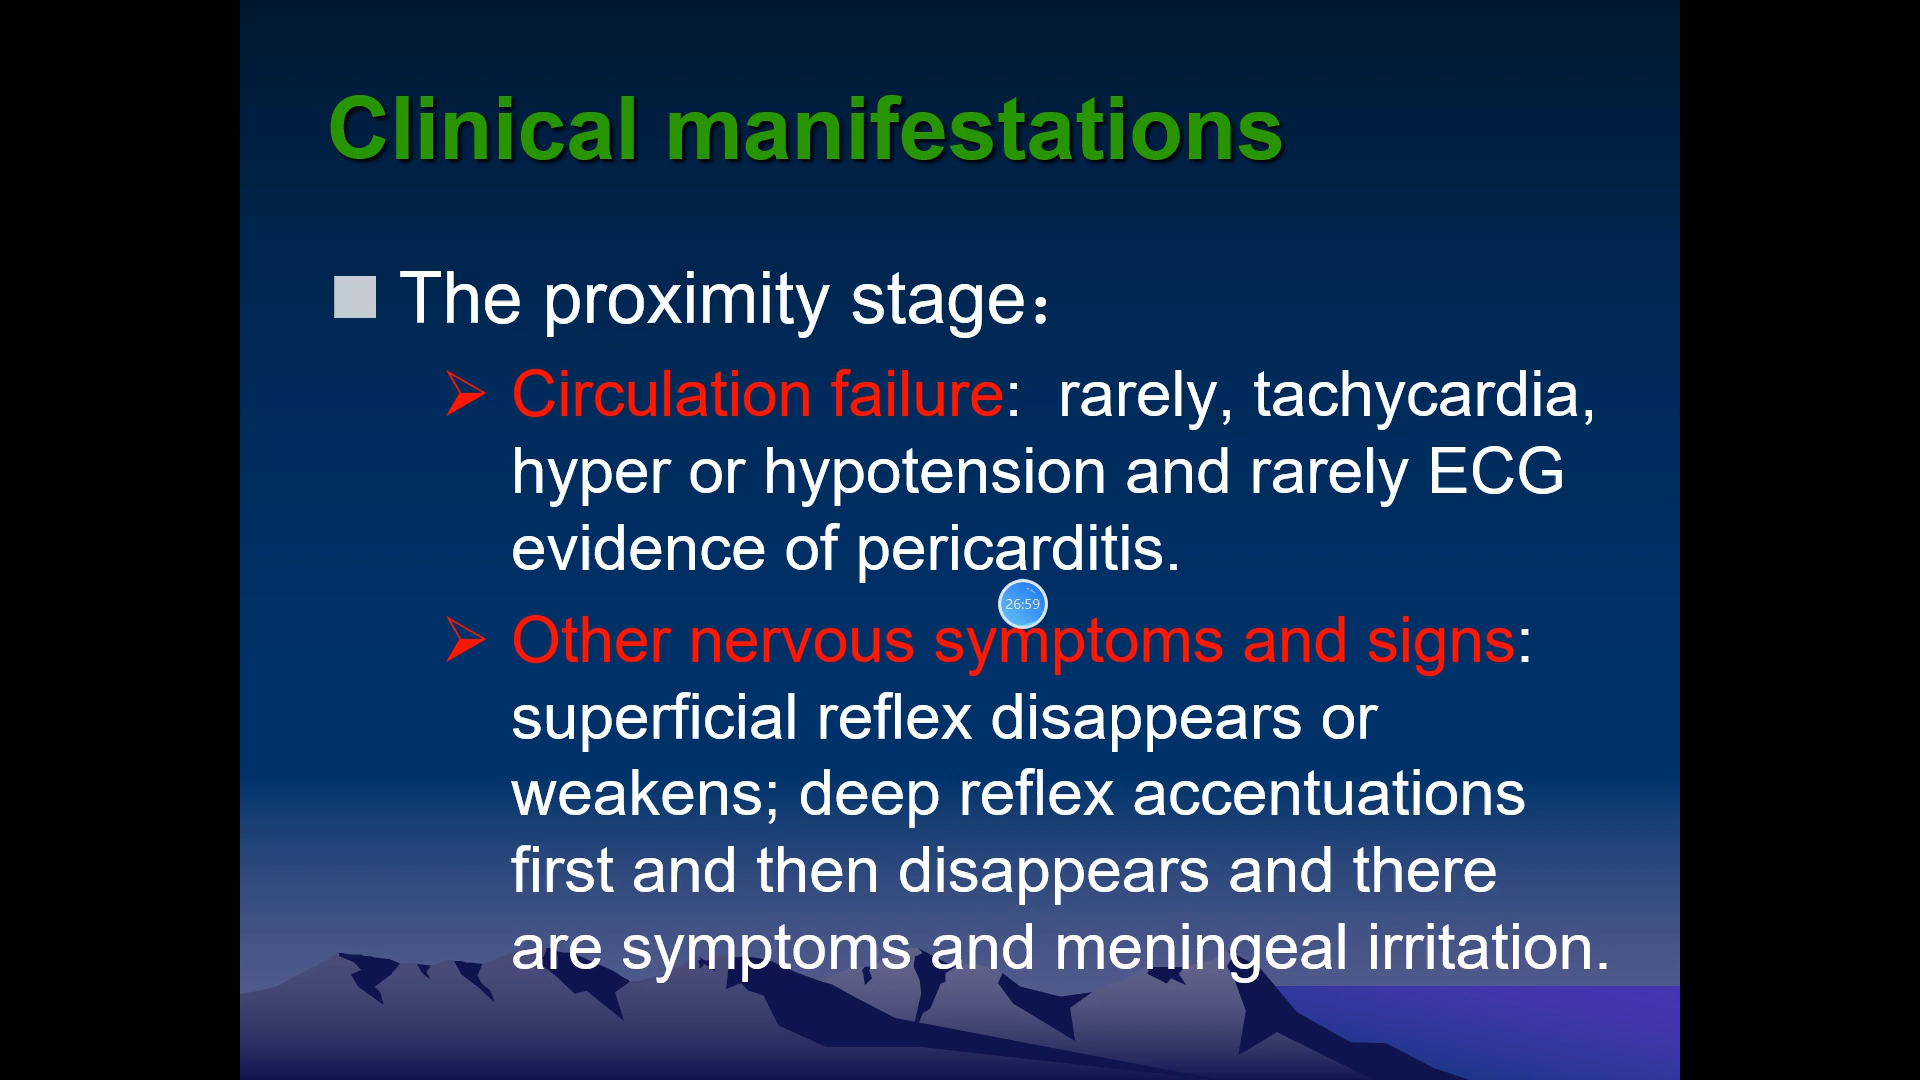 Clinical manifestations
The proximity stage：
Circulation failure: rarely, tachycardia,
hyper or hypotension and rarely ECG
evidence of pericarditis.
26:59
Other nervous symptoms and signs:
superficial reflex disappears or
weakens; deep reflex accentuations
first and then disappears and there
are symptoms and meningeal irritation.